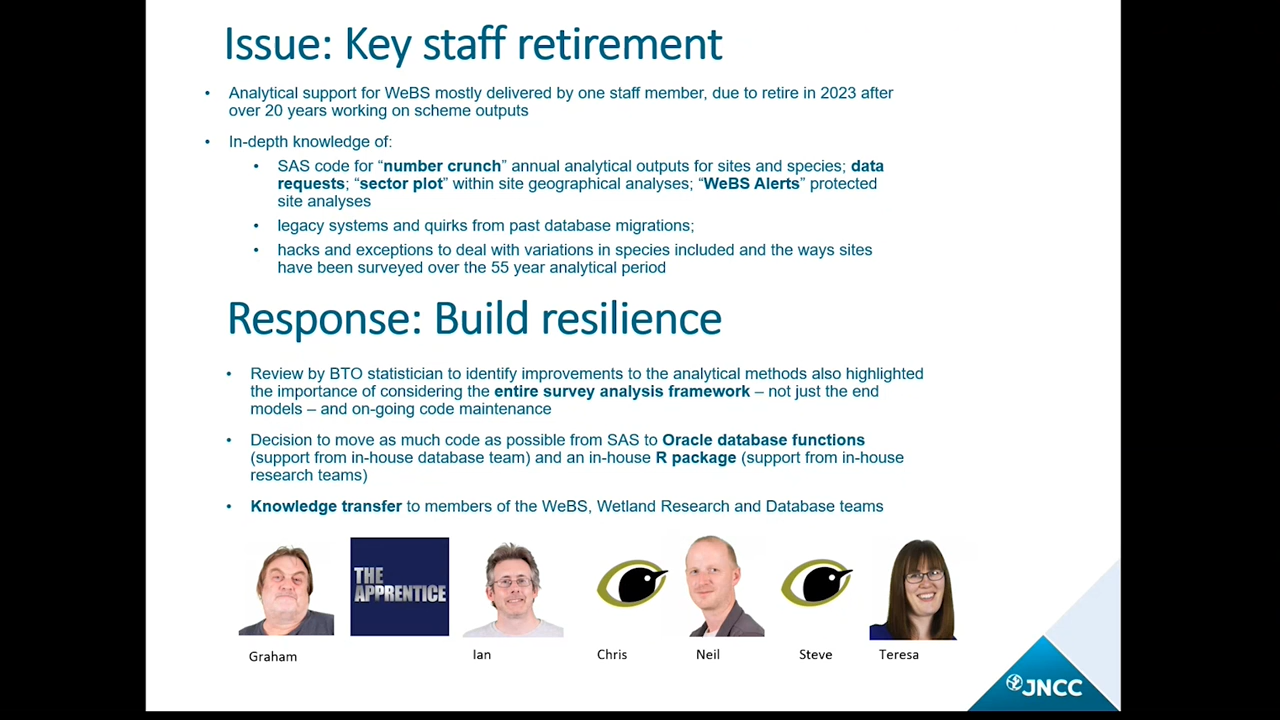 Issue: Key staff retirement
• Analytical support for WeBS mostly delivered by one staff member, due to retire in 2023 after
over 20 years working on scheme outputs
• In-depth knowledge of:
• SAS code for “number crunch” annual analytical outputs for sites and species; data
requests; “sector plot” within site geographical analyses; “WeBS Alerts” protected
site analyses
• legacy systems and quirks from past database migrations;
• hacks and exceptions to deal with variations in species included and the ways sites
have been surveyed over the 55 year analytical period
Response: Build resilience
• Review by BTO statistician to identify improvements to the analytical methods also highlighted
the importance of considering the entire survey analysis framework – not just the end
models – and on-going code maintenance
• Decision to move as much code as possible from SAS to Oracle database functions
(support from in-house database team) and an in-house R package (support from in-house
research teams)
• Knowledge transfer to members of the WeBS, Wetland Research and Database teams
THE
APPRENTICE
Graham Ian Chris Neil Steve Teresa
JNCC